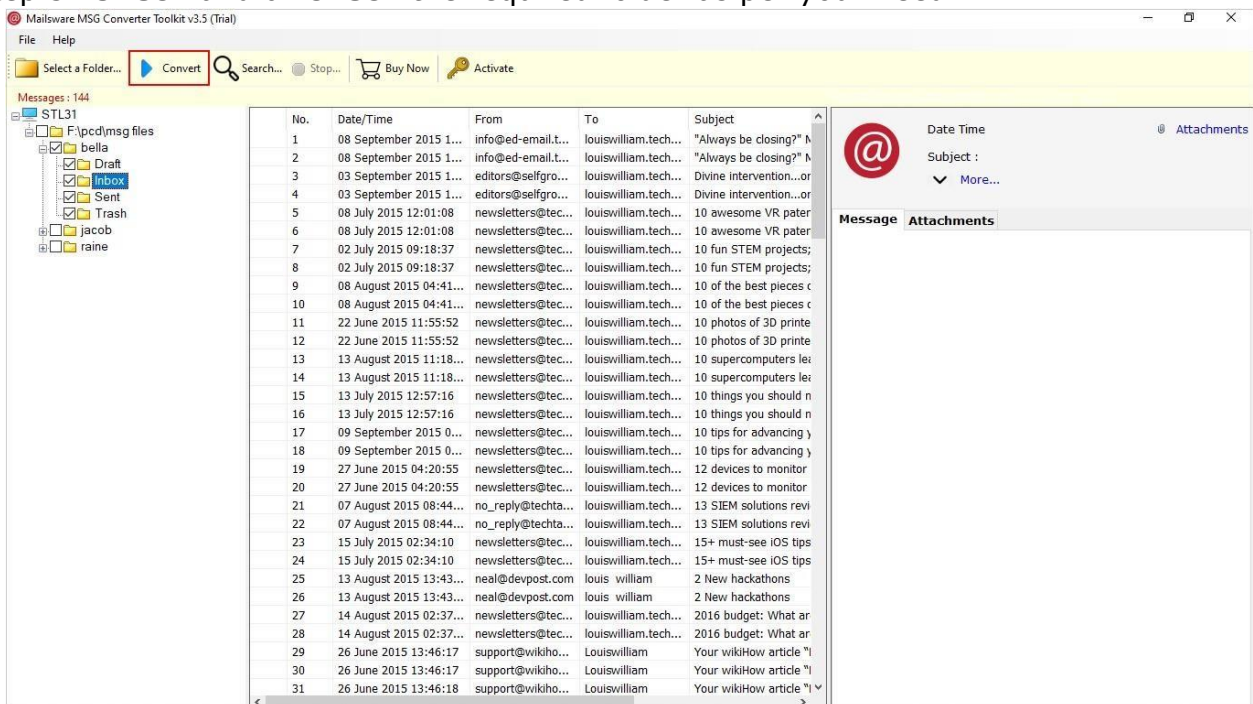 Mailsware MSG Converter Toolkit v3.5 (Trial)
File Help
Select a Folder... Convert Search... Stop... Buy Now Activate
Messages : 144
STL31
F:\pcd\msg files
bella
Draft
Inbox
Sent
Trash
jacob
raine
No. Date/Time From To Subject
1 08 September 2015 1... info@ed-email.t... louiswilliam.tech... "Always be closing?"
2 08 September 2015 1... info@ed-email.t... louiswilliam.tech... "Always be closing?"
3 03 September 2015 1... editors@selfgro... louiswilliam.tech... Divine intervention...or
4 03 September 2015 1... editors@selfgro... louiswilliam.tech... Divine intervention...or
5 08 July 2015 12:01:08 newsletters@tec... louiswilliam.tech... 10 awesome VR pater
6 08 July 2015 12:01:08 newsletters@tec... louiswilliam.tech... 10 awesome VR pater
7 02 July 2015 09:18:37 newsletters@tec... louiswilliam.tech... 10 fun STEM projects;
8 02 July 2015 09:18:37 newsletters@tec... louiswilliam.tech... 10 fun STEM projects;
9 08 August 2015 04:41... newsletters@tec... louiswilliam.tech... 10 of the best pieces
10 08 August 2015 04:41... newsletters@tec... louiswilliam.tech... 10 of the best pieces
11 22 June 2015 11:55:52 newsletters@tec... louiswilliam.tech... 10 photos of 3D printe
12 22 June 2015 11:55:52 newsletters@tec... louiswilliam.tech... 10 photos of 3D printe
13 13 August 2015 11:18... newsletters@tec... louiswilliam.tech... 10 supercomputers lea
14 13 August 2015 11:18... newsletters@tec... louiswilliam.tech... 10 supercomputers lea
15 13 July 2015 12:57:16 newsletters@tec... louiswilliam.tech... 10 things you should n
16 13 July 2015 12:57:16 newsletters@tec... louiswilliam.tech... 10 things you should n
17 09 September 2015 0... newsletters@tec... louiswilliam.tech... 10 tips for advancing y
18 09 September 2015 0... newsletters@tec... louiswilliam.tech... 10 tips for advancing y
19 27 June 2015 04:20:55 newsletters@tec... louiswilliam.tech... 12 devices to monitor
20 27 June 2015 04:20:55 newsletters@tec... louiswilliam.tech... 12 devices to monitor
21 07 August 2015 08:44... no_reply@techta... louiswilliam.tech... 13 SIEM solutions revi
22 07 August 2015 08:44... no_reply@techta... louiswilliam.tech... 13 SIEM solutions revi
23 15 July 2015 02:34:10 newsletters@tec... louiswilliam.tech... 15+ must-see iOS tips
24 15 July 2015 02:34:10 newsletters@tec... louiswilliam.tech... 15+ must-see iOS tips
25 13 August 2015 13:43... neal@devpost.com louis william 2 New hackathons
26 13 August 2015 13:43... neal@devpost.com louis william 2 New hackathons
27 14 August 2015 02:37... newsletters@tec... louiswilliam.tech... 2016 budget: What ar
28 14 August 2015 02:37... newsletters@tec... louiswilliam.tech... 2016 budget: What ar
29 26 June 2015 13:46:17 support@wikiho... Louiswilliam Your wikiHow article "
30 26 June 2015 13:46:17 support@wikiho... Louiswilliam Your wikiHow article "
31 26 June 2015 13:46:18 support@wikiho... Louiswilliam Your wikiHow article "
Date Time Attachments
Subject :
More...
Message Attachments